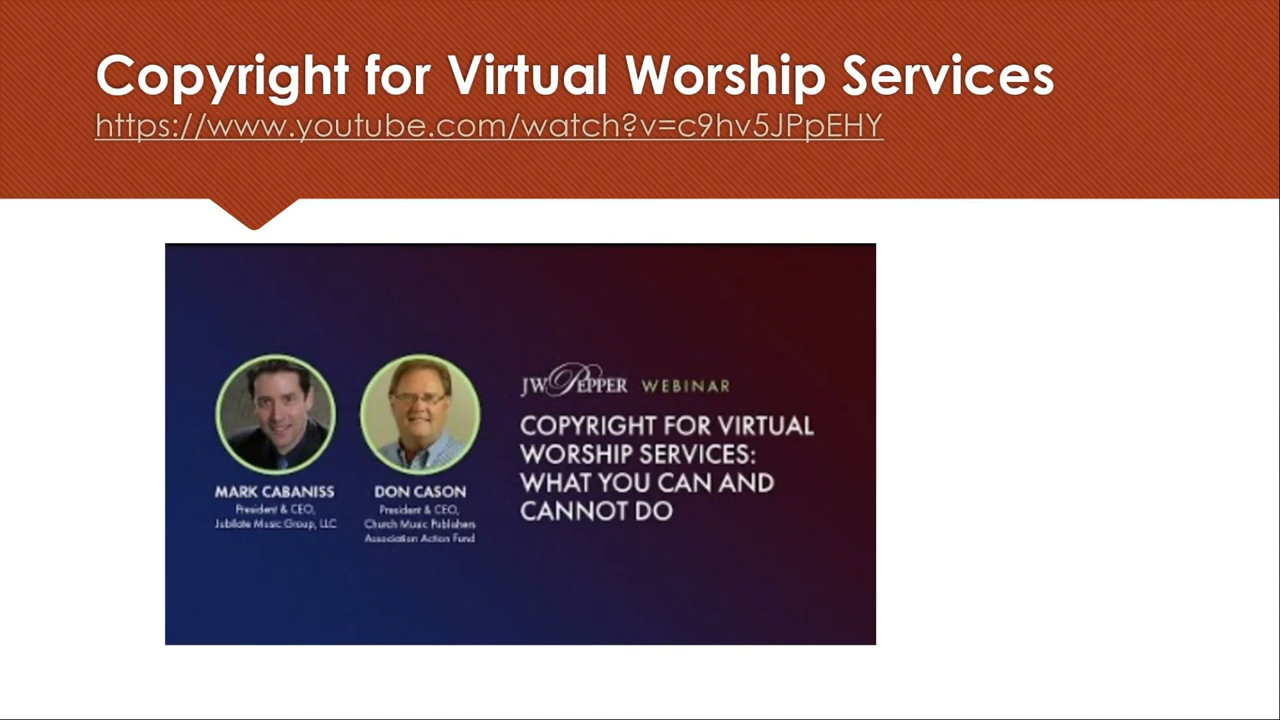 Copyright for Virtual Worship Services
https://www.youtube.com/watch?v=c9hv5JPpEHY
JW PEPPER WEBINAR
COPYRIGHT FOR VIRTUAL
WORSHIP SERVICES:
WHAT YOU CAN AND
CANNOT DO
MARK CABANISS
President & CEO,
Jubilate Music Group, LLC
DON CASON
President & CEO,
Church Music Publishers
Association Action Fund